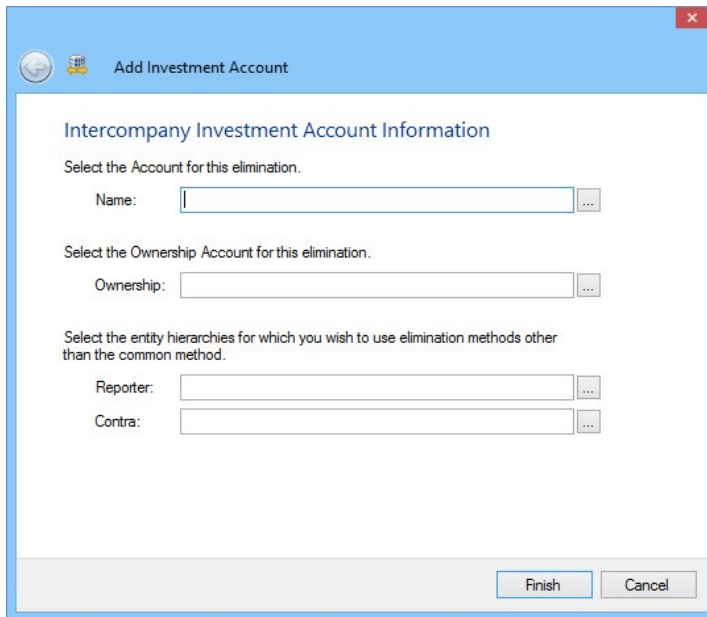 Add Investment Account
Intercompany Investment Account Information
Select the Account for this elimination.
Name:
...
Select the Ownership Account for this elimination.
Ownership:
...
Select the entity hierarchies for which you wish to use elimination methods other
than the common method.
Reporter:
...
Contra:
...
Finish Cancel